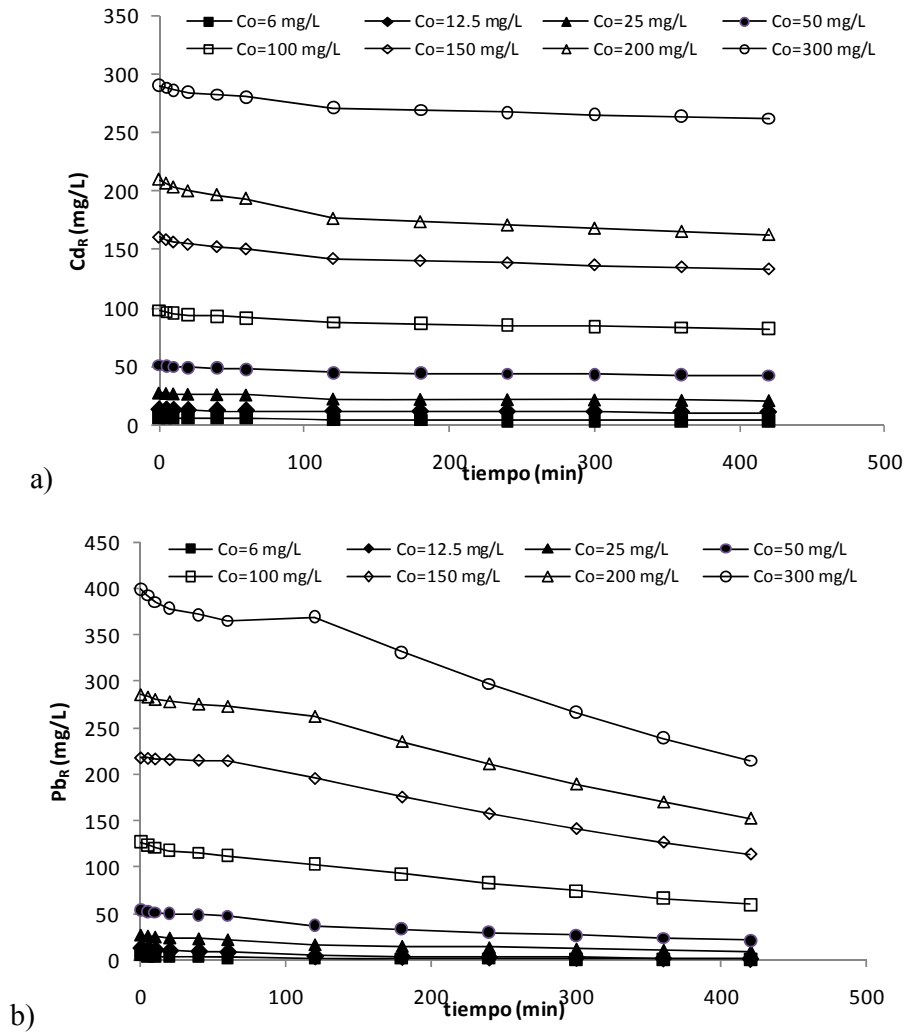 350
Co=6 mg/L Co=12.5 mg/L Co=25 mg/L Co=50 mg/L
Co=100 mg/L Co=150 mg/L Co=200 mg/L Co=300 mg/L
300
250
200
150
100
50
0
CdR (mg/L)
0 100 200 300 400 500
tiempo (min)
a)
450
Co=6 mg/L Co=12.5 mg/L Co=25 mg/L Co=50 mg/L
Co=100 mg/L Co=150 mg/L Co=200 mg/L Co=300 mg/L
400
350
300
250
200
150
100
50
0
PbR (mg/L)
0 100 200 300 400 500
tiempo (min)
b)